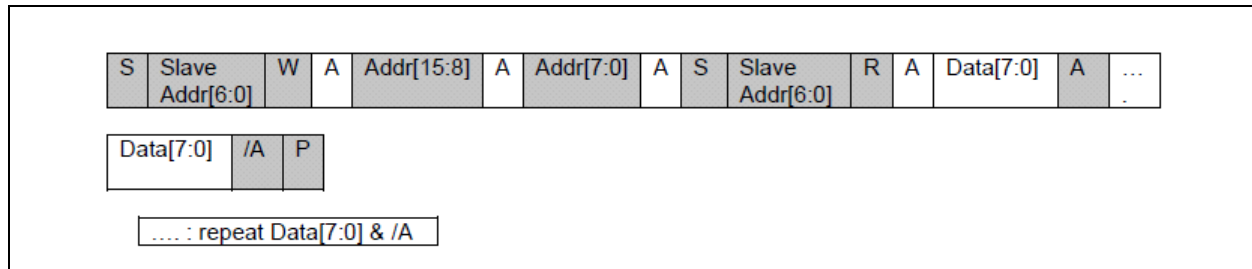 S Slave Addr[6:0] W A Addr[15:8] A Addr[7:0] A S Slave Addr[6:0] R A Data[7:0] A ....
Data[7:0] /A P
.... : repeat Data[7:0] & /A